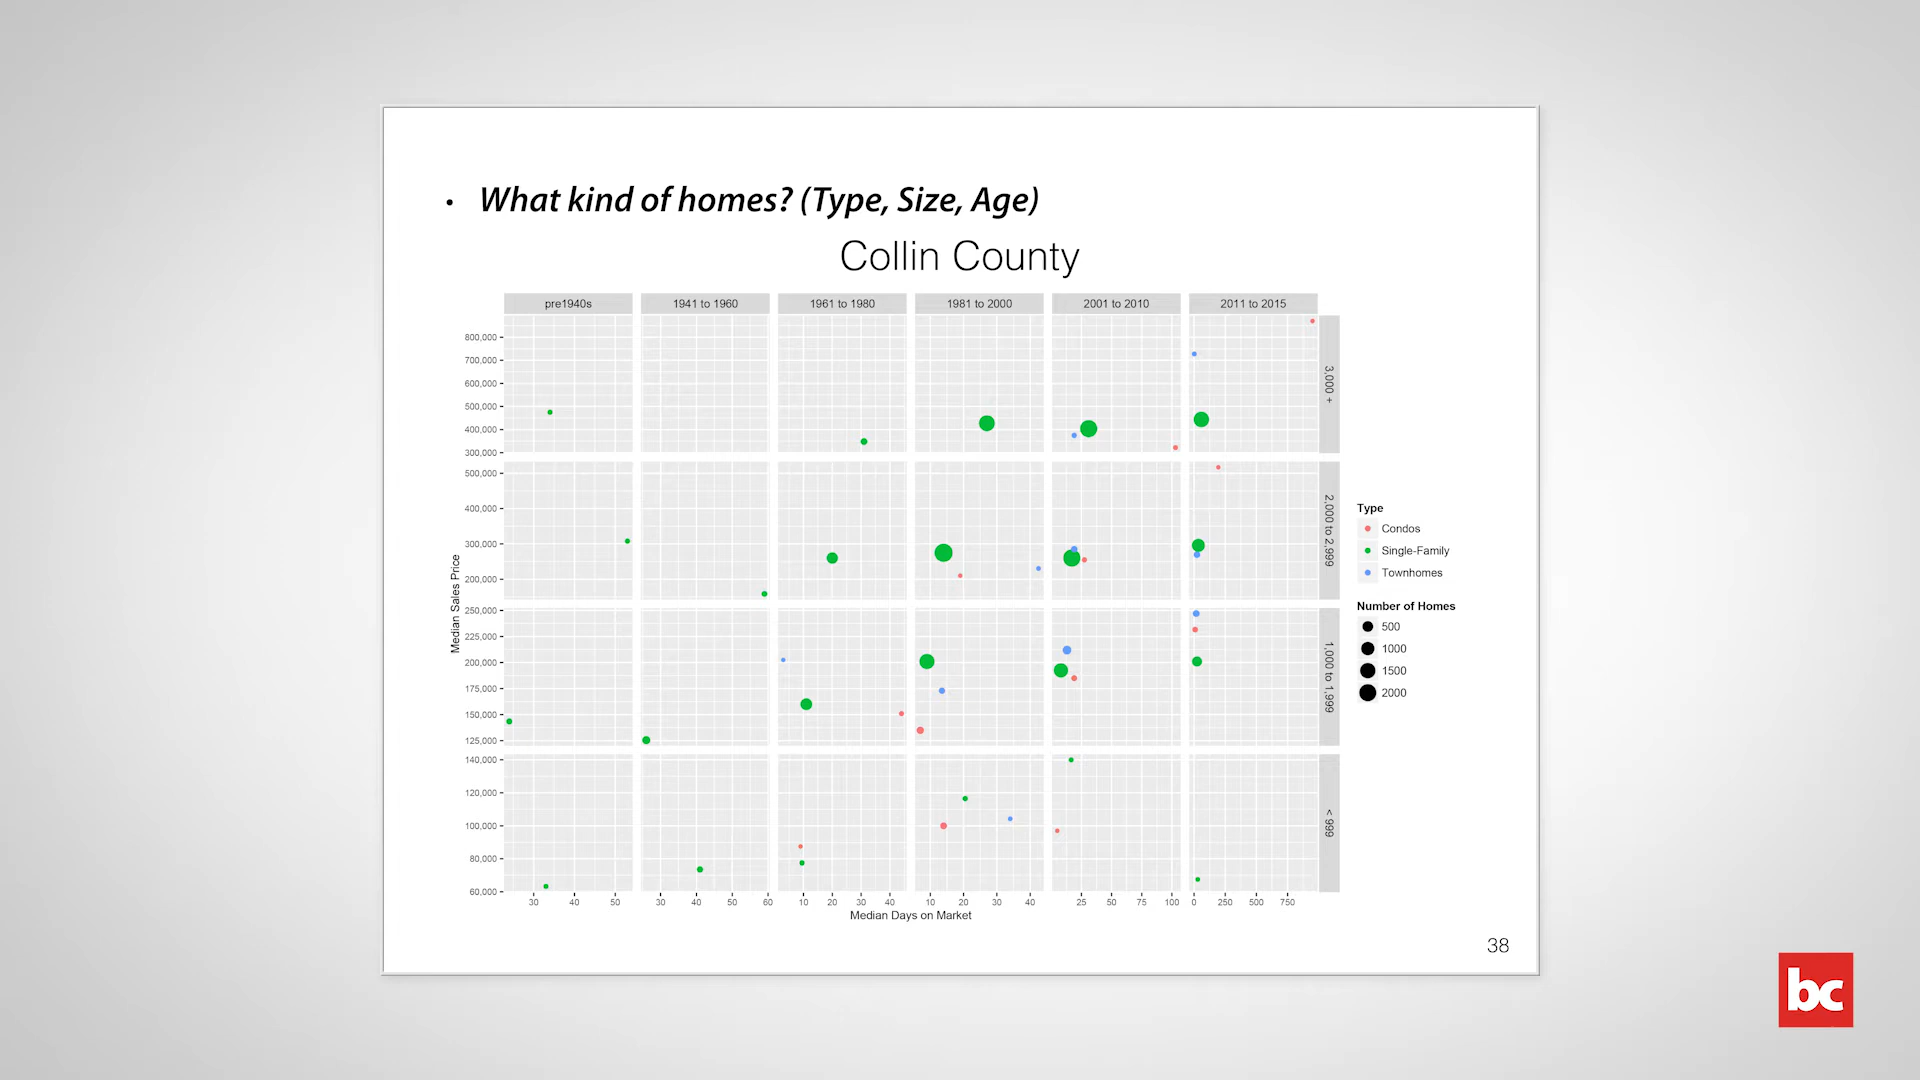 • What kind of homes? (Type, Size, Age)
Collin County
pre1940s 1941 to 1960 1961 to 1980 1981 to 2000 2001 to 2010 2011 to 2015
800,000
700,000
600,000
500,000
400,000
300,000
3,000 +
500,000
400,000
300,000
200,000
2,000 to 2,999
250,000
225,000
200,000
175,000
150,000
125,000
1,000 to 1,999
140,000
120,000
100,000
80,000
60,000
< 999
Median Sales Price
30 40 50 30 40 50 60 10 20 30 40 10 20 30 40 25 50 75 100 0 250 500 750
Median Days on Market
Type
Condos
Single-Family
Townhomes
Number of Homes
500
1000
1500
2000
38
bc